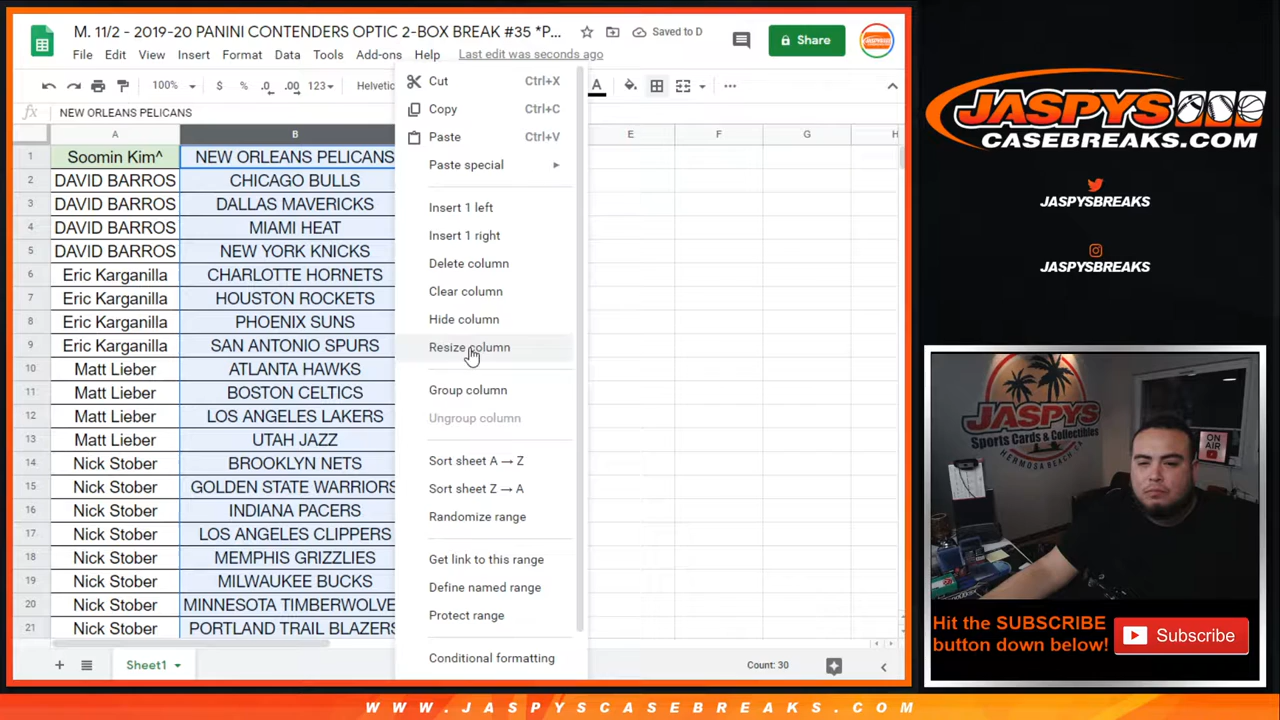 M. 11/2 - 2019-20 PANINI CONTENDERS OPTIC 2-BOX BREAK #35 *P...
Saved to D
Share
File Edit View Insert Format Data Tools Add-ons Help Last edit was seconds ago
100% $ % .0 .00 123 Helvetic A
fx NEW ORLEANS PELICANS
A B E F G H
1 Soomin Kim^ NEW ORLEANS PELICANS
2 DAVID BARROS CHICAGO BULLS
3 DAVID BARROS DALLAS MAVERICKS
4 DAVID BARROS MIAMI HEAT
5 DAVID BARROS NEW YORK KNICKS
6 Eric Karganilla CHARLOTTE HORNETS
7 Eric Karganilla HOUSTON ROCKETS
8 Eric Karganilla PHOENIX SUNS
9 Eric Karganilla SAN ANTONIO SPURS
10 Matt Lieber ATLANTA HAWKS
11 Matt Lieber BOSTON CELTICS
12 Matt Lieber LOS ANGELES LAKERS
13 Matt Lieber UTAH JAZZ
14 Nick Stober BROOKLYN NETS
15 Nick Stober GOLDEN STATE WARRIORS
16 Nick Stober INDIANA PACERS
17 Nick Stober LOS ANGELES CLIPPERS
18 Nick Stober MEMPHIS GRIZZLIES
19 Nick Stober MILWAUKEE BUCKS
20 Nick Stober MINNESOTA TIMBERWOLVE
21 Nick Stober PORTLAND TRAIL BLAZERS
Cut Ctrl+X
Copy Ctrl+C
Paste Ctrl+V
Paste special
Insert 1 left
Insert 1 right
Delete column
Clear column
Hide column
Resize column
Group column
Ungroup column
Sort sheet A → Z
Sort sheet Z → A
Randomize range
Get link to this range
Define named range
Protect range
Conditional formatting
Sheet1
Count: 30
JASPYS
CASEBREAKS.COM
JASPYSBREAKS
JASPYSBREAKS
JASPYS
Sports Cards & Collectibles
HERMOSA BEACH, CA
ON AIR
Hit the SUBSCRIBE
button down below!
Subscribe
WWW.JASPYSCASEBREAKS.COM